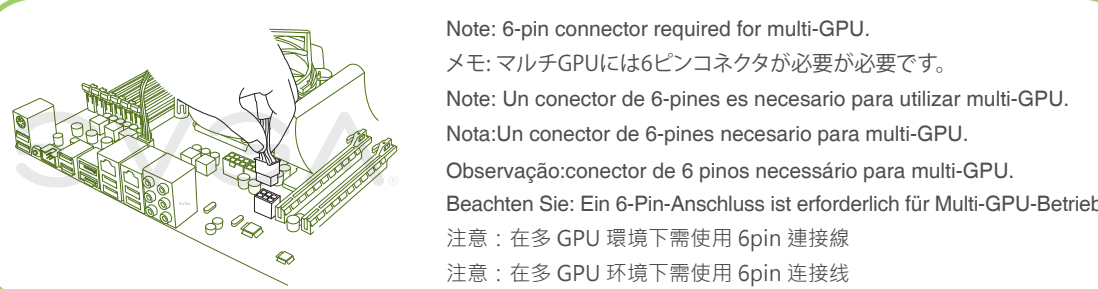 Note: 6-pin connector required for multi-GPU.
メモ: マルチGPUには6ピンコネクタが必要が必要です。
Note: Un conector de 6-pines es necesario para utilizar multi-GPU.
Nota:Un conector de 6-pines necesario para multi-GPU.
Observação:conector de 6 pinos necessário para multi-GPU.
Beachten Sie: Ein 6-Pin-Anschluss ist erforderlich für Multi-GPU-Betrieb
注意：在多 GPU 環境下需使用 6pin 連接線
注意：在多 GPU 环境下需使用 6pin 连接线
EVGA
®